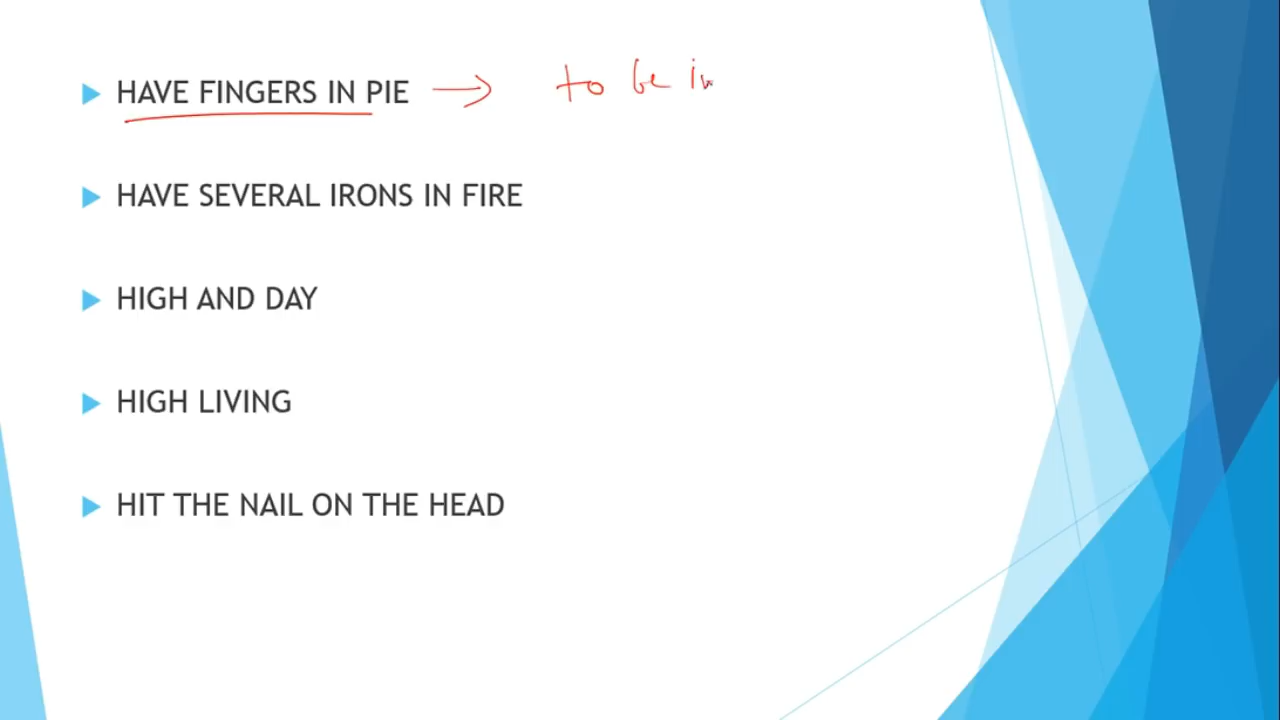 HAVE FINGERS IN PIE → to be in
HAVE SEVERAL IRONS IN FIRE
HIGH AND DAY
HIGH LIVING
HIT THE NAIL ON THE HEAD